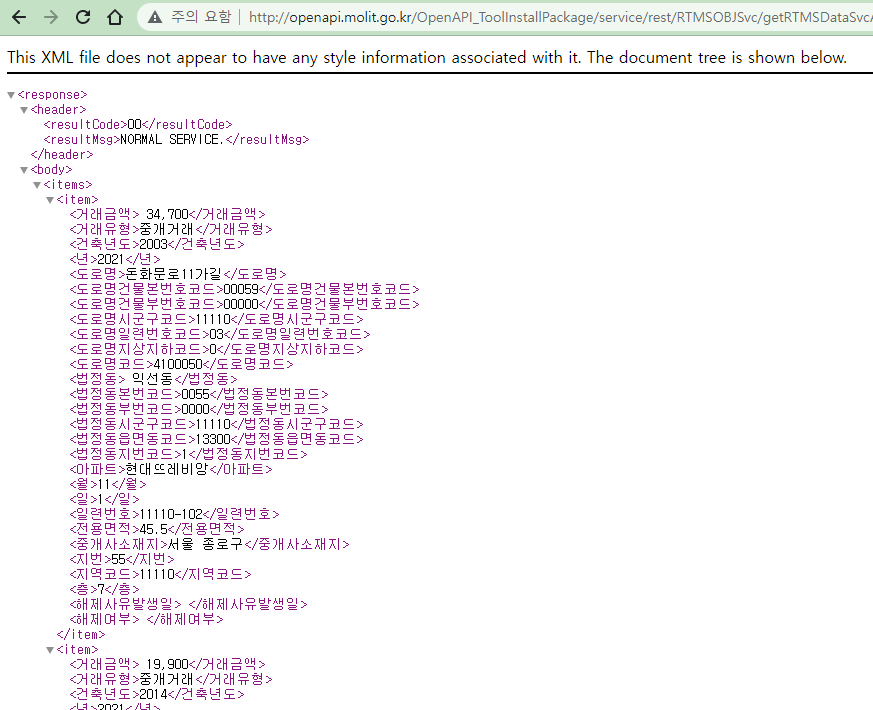 주의 요함 | http://openapi.molit.go.kr/OpenAPI_ToolInstallPackage/service/rest/RTMSOBJSvc/getRTMSDataSvc
This XML file does not appear to have any style information associated with it. The document tree is shown below.
▼<response>
▼<header>
<resultCode>00</resultCode>
<resultMsg>NORMAL SERVICE.</resultMsg>
</header>
▼<body>
▼<items>
▼<item>
<거래금액> 34,700</거래금액>
<거래유형>중개거래</거래유형>
<건축년도>2003</건축년도>
<년>2021</년>
<도로명>돈화문로11가길</도로명>
<도로명건물본번호코드>00059</도로명건물본번호코드>
<도로명건물부번호코드>00000</도로명건물부번호코드>
<도로명시군구코드>11110</도로명시군구코드>
<도로명일련번호코드>03</도로명일련번호코드>
<도로명지상지하코드>0</도로명지상지하코드>
<도로명코드>4100050</도로명코드>
<법정동> 익선동</법정동>
<법정동본번코드>0055</법정동본번코드>
<법정동부번코드>0000</법정동부번코드>
<법정동시군구코드>11110</법정동시군구코드>
<법정동읍면동코드>13300</법정동읍면동코드>
<법정동지번코드>1</법정동지번코드>
<아파트>현대뜨레비앙</아파트>
<월>11</월>
<일>1</일>
<일련번호>11110-102</일련번호>
<전용면적>45.5</전용면적>
<중개사소재지>서울 종로구</중개사소재지>
<지번>55</지번>
<지역코드>11110</지역코드>
<층>7</층>
<해제사유발생일> </해제사유발생일>
<해제여부> </해제여부>
</item>
▼<item>
<거래금액> 19,900</거래금액>
<거래유형>중개거래</거래유형>
<건축년도>2014</건축년도>
<년>2021</년>